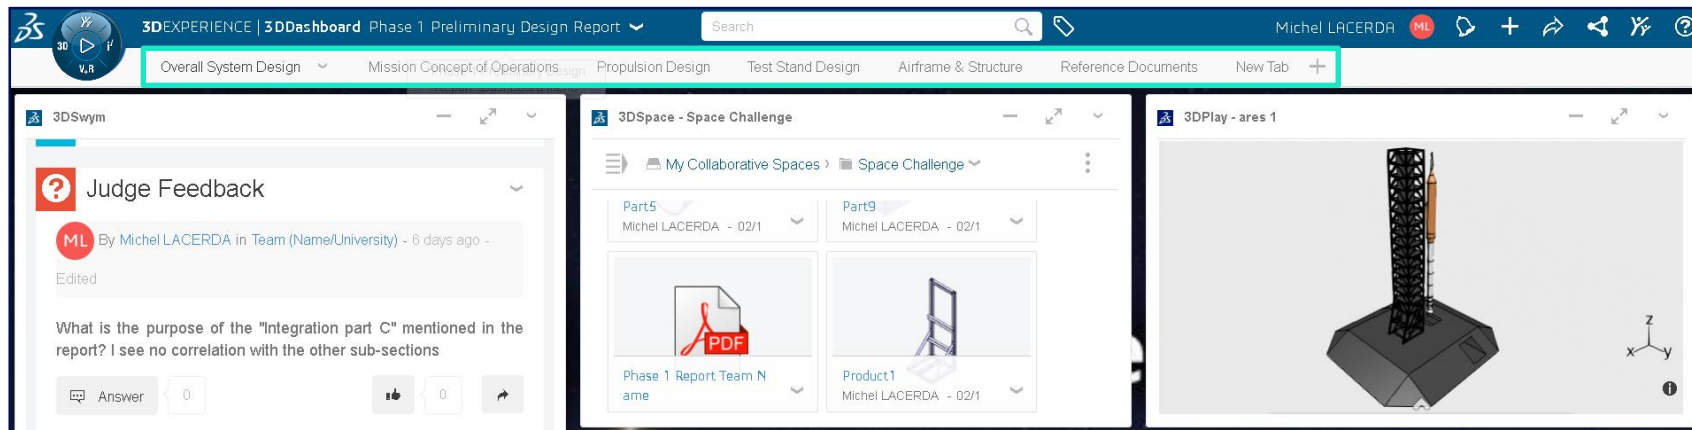 3DEXPERIENCE | 3DDashboard Phase 1 Preliminary Design Report
Search
Michel LACERDA ML
3D
V.R
Overall System Design Mission Concept of Operations Propulsion Design Test Stand Design Airframe & Structure Reference Documents New Tab
3DSwym
Judge Feedback
ML By Michel LACERDA in Team (Name/University) - 6 days ago -
Edited
What is the purpose of the "Integration part C" mentioned in the
report? I see no correlation with the other sub-sections
Answer 0 0
3DSpace - Space Challenge
My Collaborative Spaces > Space Challenge
Part5
Michel LACERDA - 02/1
Part9
Michel LACERDA - 02/1
PDF
Phase 1 Report Team N
ame
Product1
Michel LACERDA - 02/1
3DPlay - ares 1
z
x y